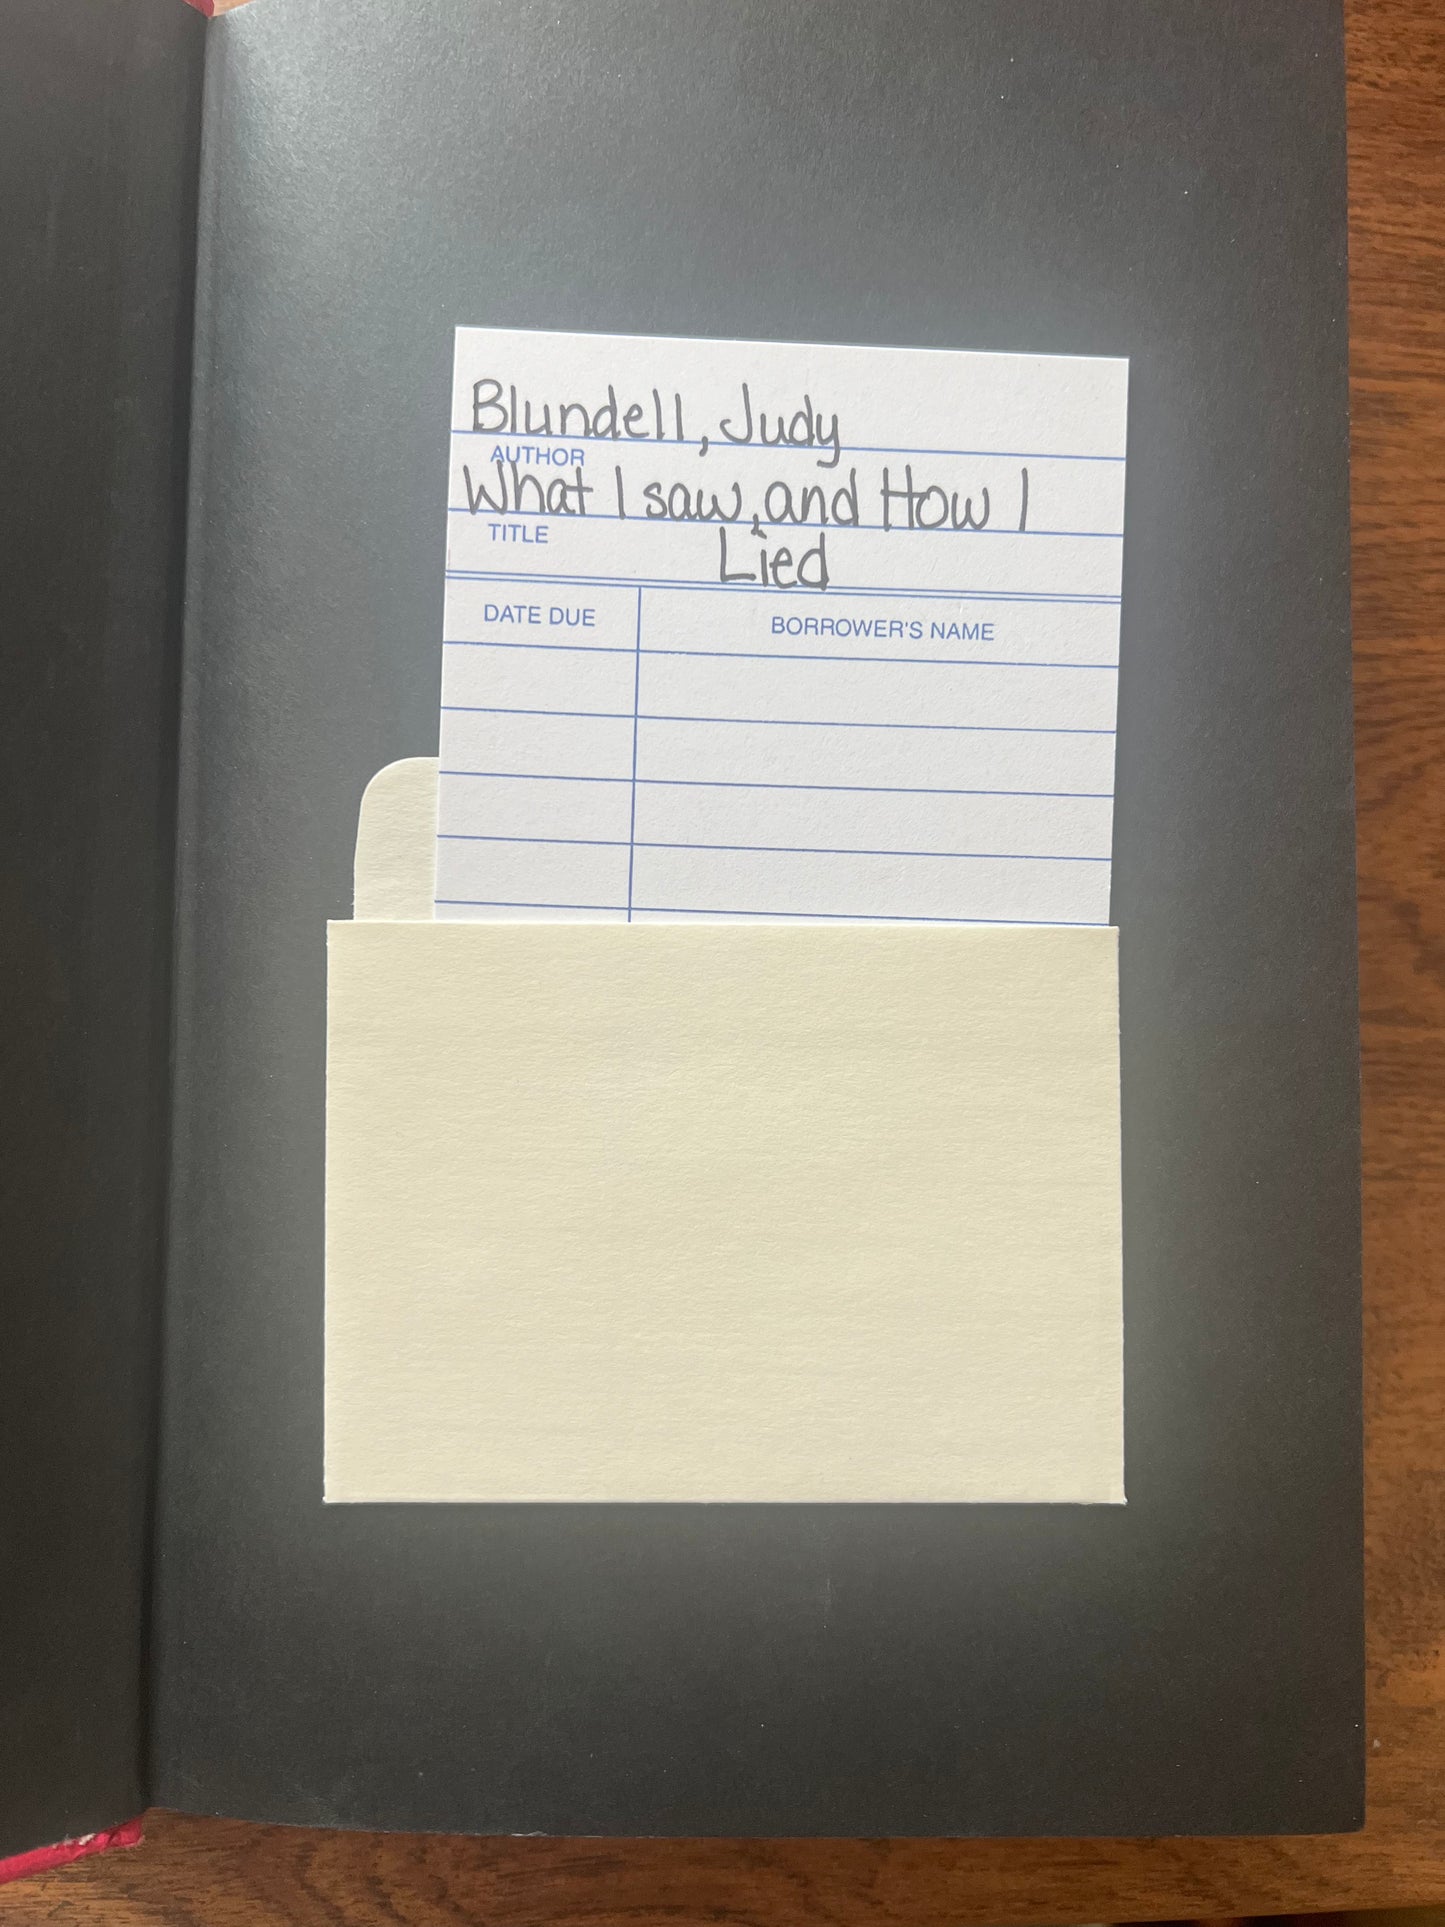 Blundell, Judy
AUTHOR
What I saw, and How I
TITLE
Lied
DATE DUE BORROWER'S NAME